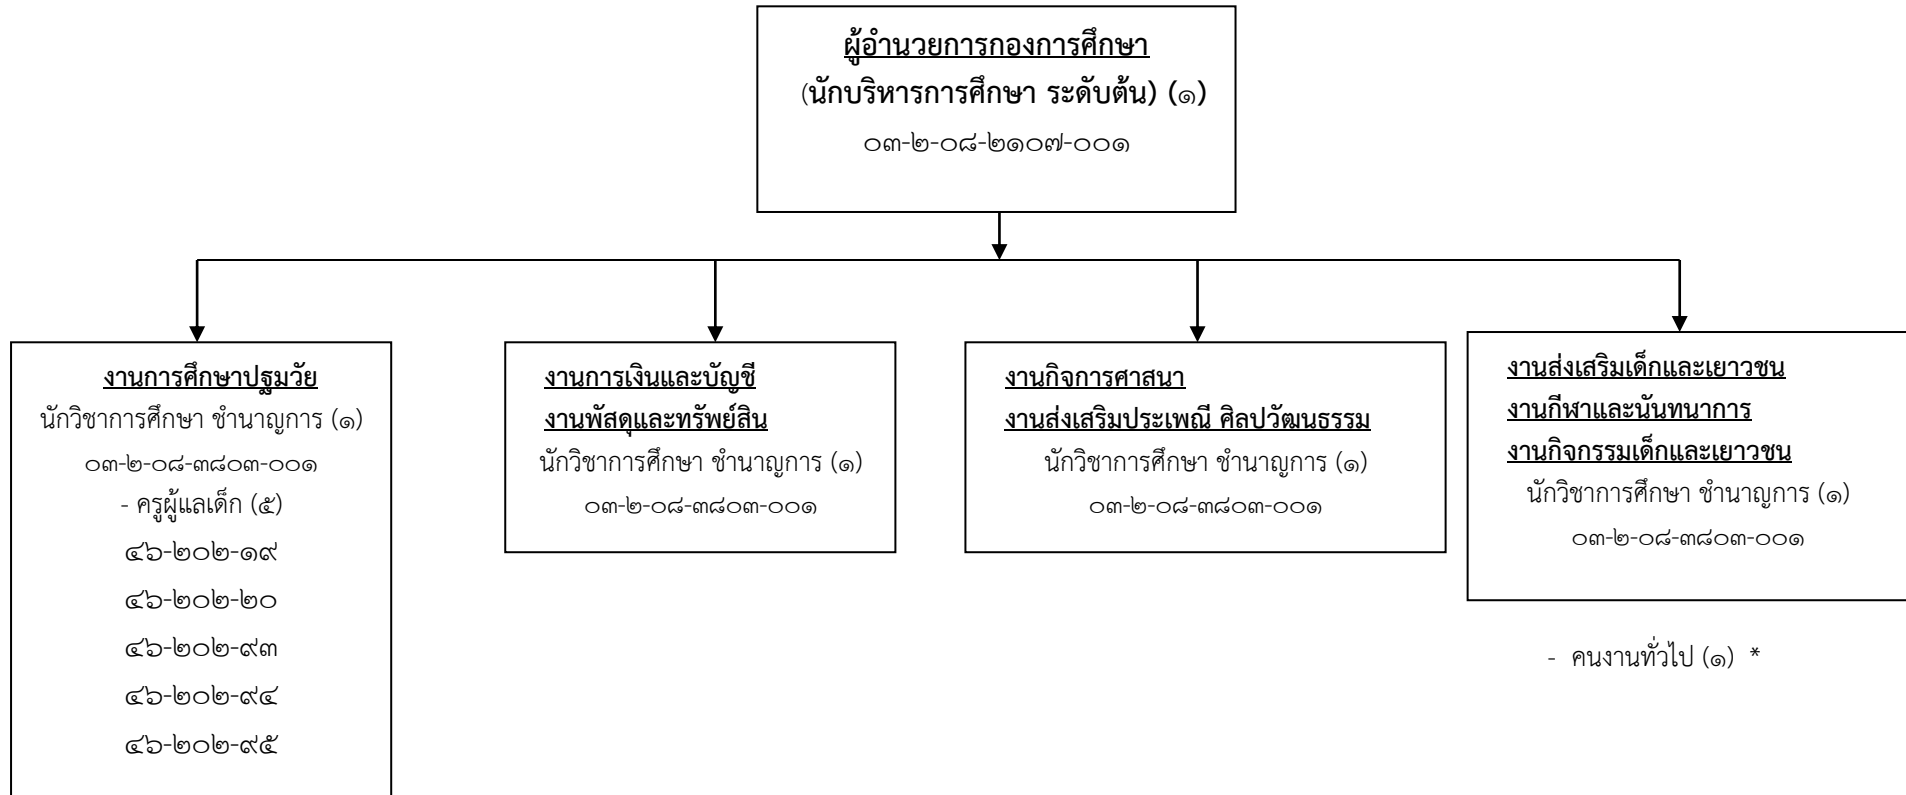 ผู้อำนวยการกองการศึกษา
(นักบริหารการศึกษา ระดับต้น) (๑)
๐๓-๒-๐๘-๒๑๐๗-๐๐๑
งานการศึกษาปฐมวัย
นักวิชาการศึกษา ชำนาญการ (๑)
๐๓-๒-๐๘-๓๘๐๓-๐๐๑
- ครูผู้แลเด็ก (๕)
๔๖-๒๐๒-๑๙
๔๖-๒๐๒-๒๐
๔๖-๒๐๒-๙๓
๔๖-๒๐๒-๙๔
๔๖-๒๐๒-๙๕
งานการเงินและบัญชี
งานพัสดุและทรัพย์สิน
นักวิชาการศึกษา ชำนาญการ (๑)
๐๓-๒-๐๘-๓๘๐๓-๐๐๑
งานกิจการศาสนา
งานส่งเสริมประเพณี ศิลปวัฒนธรรม
นักวิชาการศึกษา ชำนาญการ (๑)
๐๓-๒-๐๘-๓๘๐๓-๐๐๑
งานส่งเสริมเด็กและเยาวชน
งานกีฬาและนันทนาการ
งานกิจกรรมเด็กและเยาวชน
นักวิชาการศึกษา ชำนาญการ (๑)
๐๓-๒-๐๘-๓๘๐๓-๐๐๑
- คนงานทั่วไป (๑) *